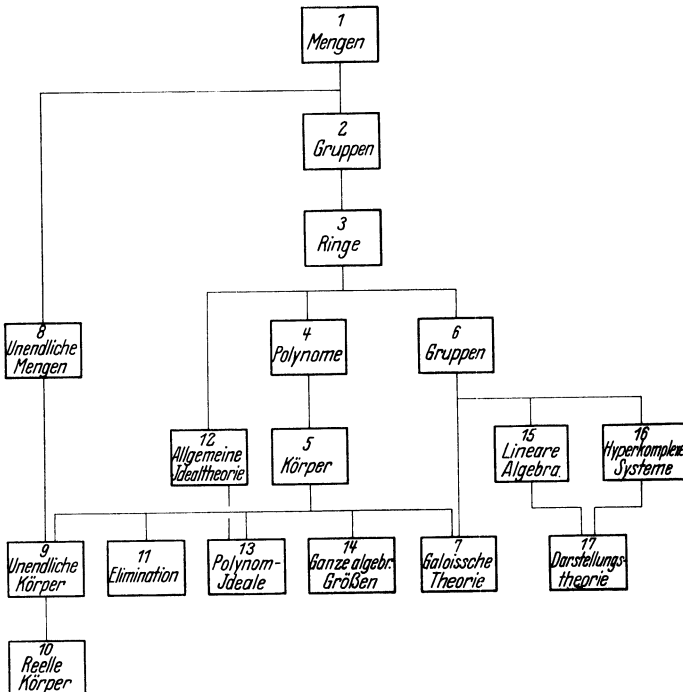 1
Mengen
2
Gruppen
3
Ringe
8
Unendliche
Mengen
4
Polynome
6
Gruppen
12
Allgemeine
Idealtheorie
5
Körper
15
Lineare
Algebra.
16
Hyperkomplexe
Systeme
9
Unendliche
Körper
11
Elimination
13
Polynom-
Ideale
14
Ganze algebr.
Größen
7
Galoissche
Theorie
17
Darstellungs-
theorie
10
Reelle
Körper